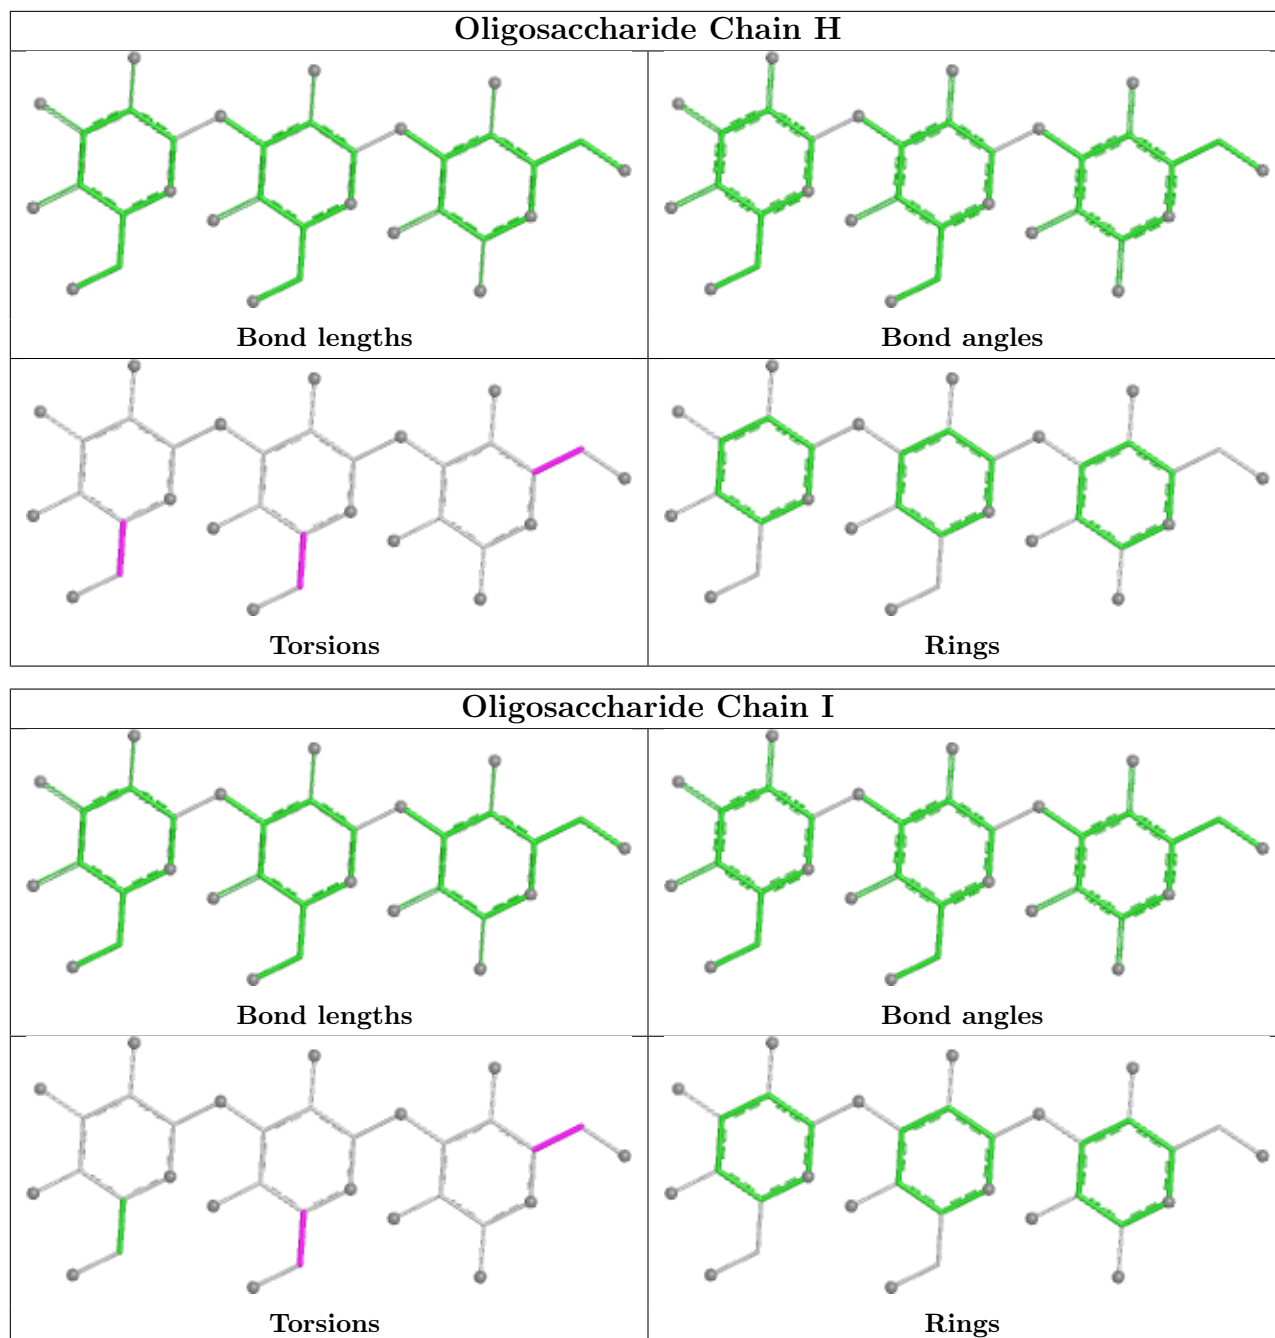 Oligosaccharide Chain H
Bond lengths
Bond angles
Torsions
Rings
Oligosaccharide Chain I
Bond lengths
Bond angles
Torsions
Rings